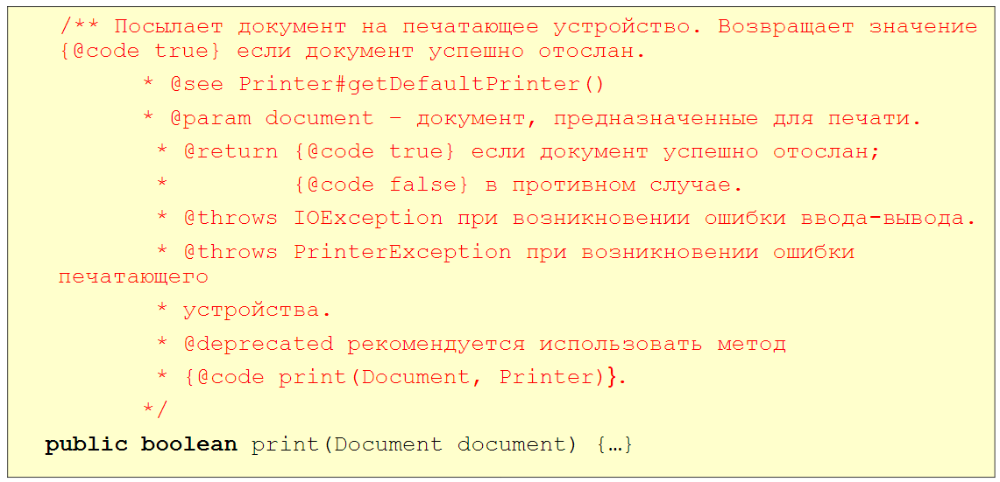 /** Посылает документ на печатающее устройство. Возвращает значение
{@code true} если документ успешно отослан.
* @see Printer#getDefaultPrinter()
* @param document – документ, предназначенные для печати.
* @return {@code true} если документ успешно отослан;
* {@code false} в противном случае.
* @throws IOException при возникновении ошибки ввода-вывода.
* @throws PrinterException при возникновении ошибки
печатающего
* устройства.
* @deprecated рекомендуется использовать метод
* {@code print(Document, Printer)}.
*/
public boolean print(Document document) {…}